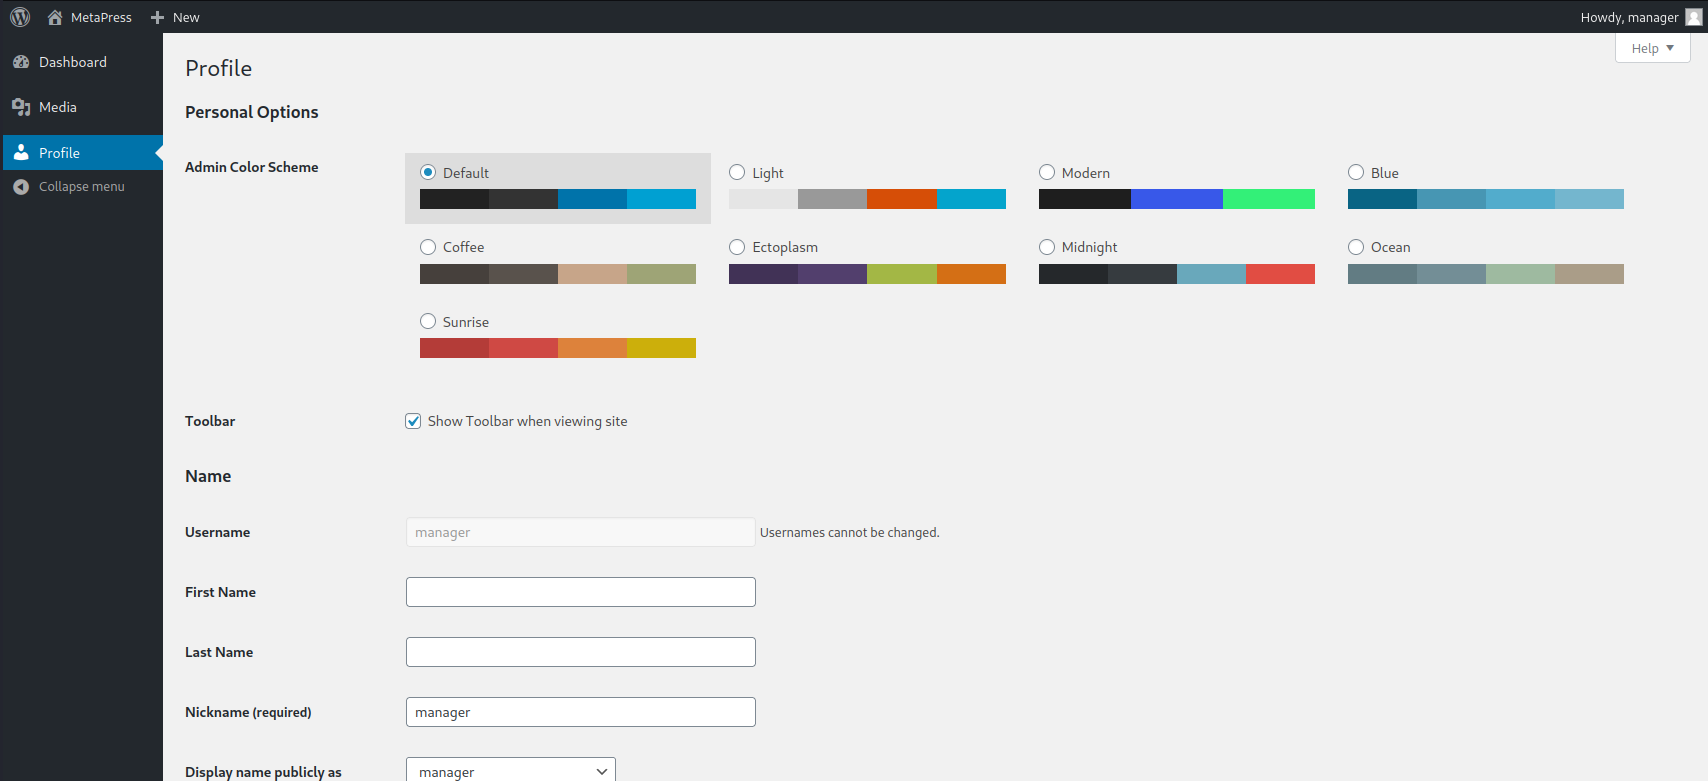 MetaPress New Howdy, manager
Dashboard
Media
Profile
Collapse menu
Help
Profile
Personal Options
Admin Color Scheme
Default Light Modern Blue
Coffee Ectoplasm Midnight Ocean
Sunrise
Toolbar Show Toolbar when viewing site
Name
Username manager Usernames cannot be changed.
First Name
Last Name
Nickname (required) manager
Display name publicly as manager